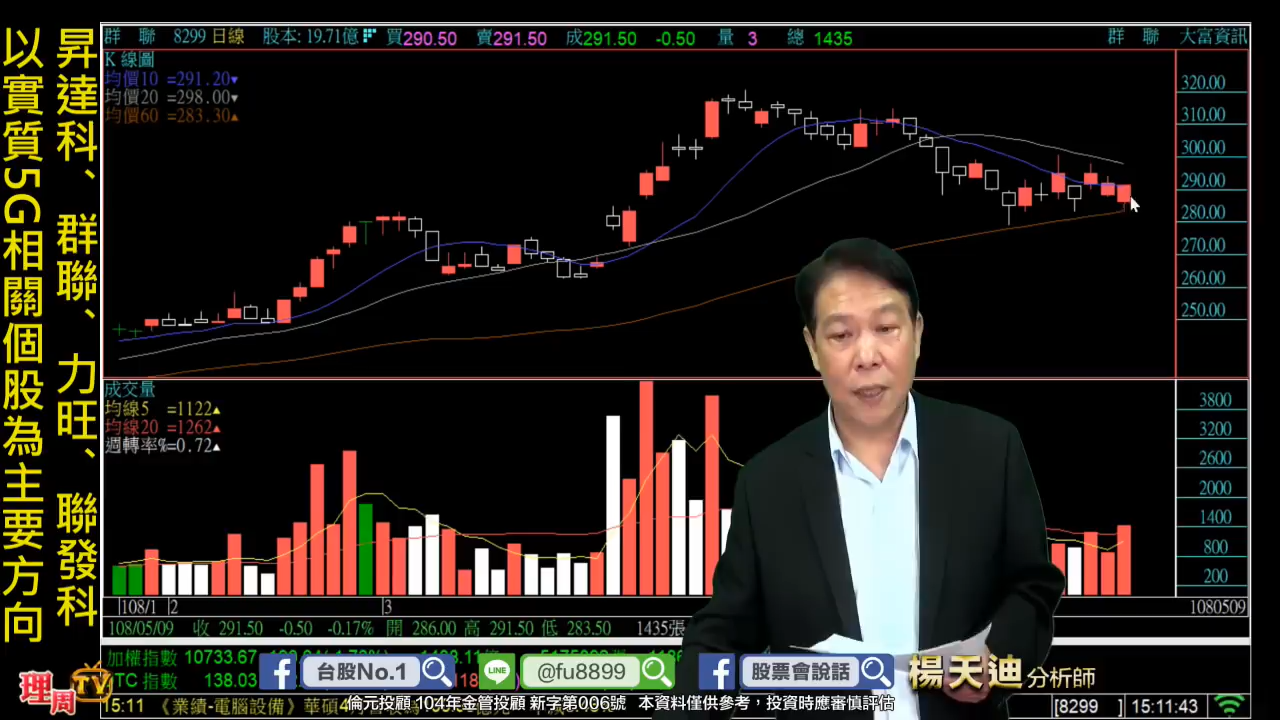 昇達科、群聯、力旺、聯發科
以實質5G相關個股為主要方向
群 聯 8299 日線 股本: 19.71億 買290.50 賣291.50 成291.50 -0.50 量 3 總 1435 群 聯 大富資訊
K 線圖
均價10 =291.20▼
均價20 =298.00▼
均價60 =283.30▲
320.00
310.00
300.00
290.00
280.00
270.00
260.00
250.00
成交量
均線5 =1122▲
均線20 =1262▲
週轉率%=0.72▲
3800
3200
2600
2000
1400
800
200
108/1 2 3 1080509
108/05/09 收 291.50 -0.50 -0.17% 開 286.00 高 291.50 低 283.50 1435張
加權指數 10733.67
OTC 指數 138.03
台股No.1
LINE
@fu8899
股票會說話
楊天迪分析師
理周TV
15:11 《業績-電腦設備》華碩4月
[8299 ] 15:11:43
倫元投顧 104年金管投顧 新字第006號 本資料僅供參考，投資時應審慎評估